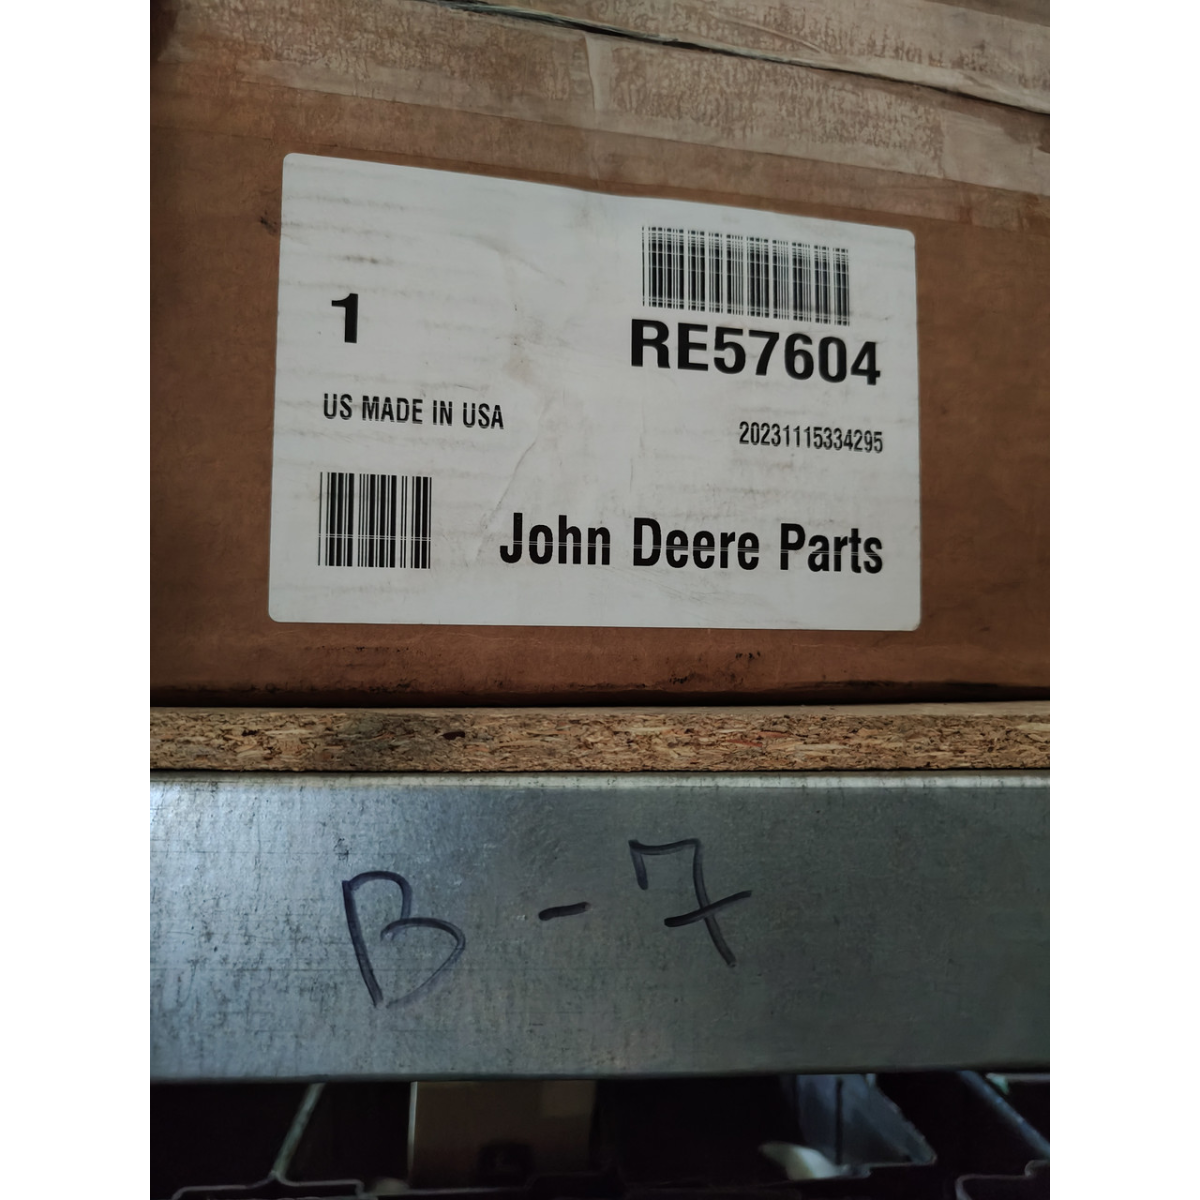 1
RE57604
US MADE IN USA
20231115334295
John Deere Parts
B-7